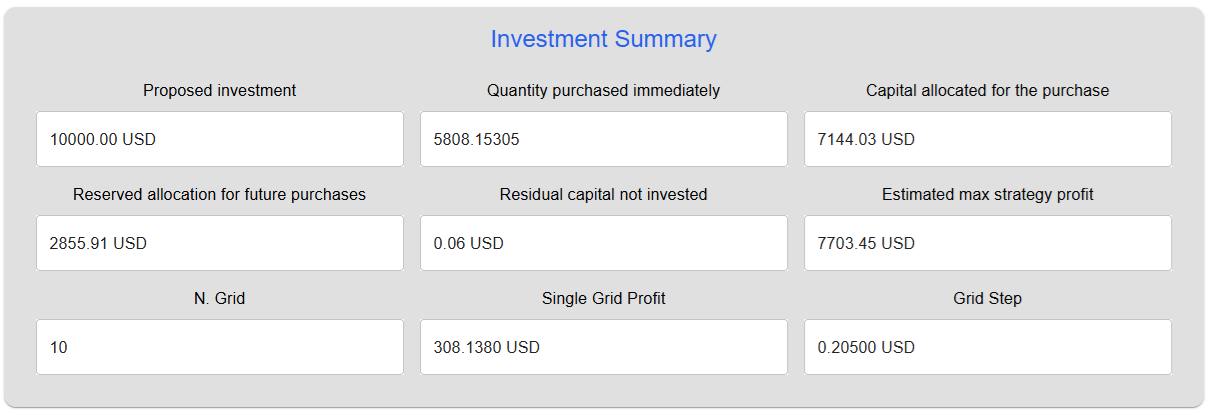 Investment Summary
Proposed investment
Quantity purchased immediately
Capital allocated for the purchase
10000.00 USD
5808.15305
7144.03 USD
Reserved allocation for future purchases
Residual capital not invested
Estimated max strategy profit
2855.91 USD
0.06 USD
7703.45 USD
N. Grid
Single Grid Profit
Grid Step
10
308.1380 USD
0.20500 USD